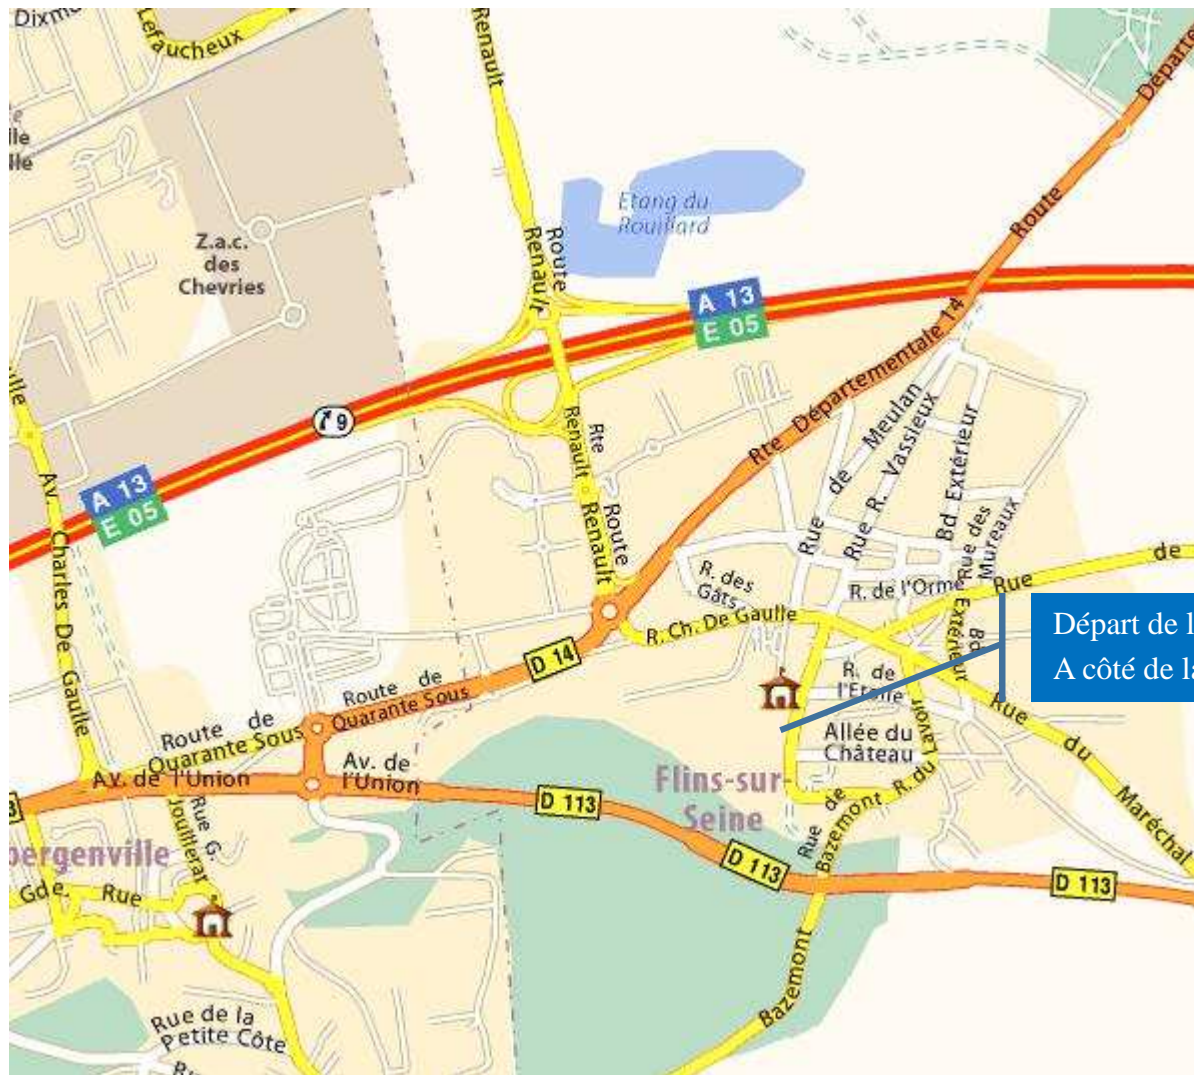 Lefaucheux
Renault
Départe
Route
Etang du
Rouillard
Z.a.c.
des
Chevries
Route
Renault
A 13
E 05
Rte Départementale 14
9
A 13
E 05
Av. Charles De Gaulle
Rte
Renault
Route
Renault
Rue de Meulan
Rue R. Vassieux
Bd Extérieur
Rue des
Mureaux
R. des
Gâts
R. de l'Orme
Rue de
R. Ch. De Gaulle
Bd
Extérieur
Départ de l
A côté de la
D 14
Route de
Quarante Sous
Route de
Quarante Sous
R. de
Allée du
Château
R. du
Rue du Maréchal
Av. de l'Union
Av. de
l'Union
D 113
Flins-sur-
Seine
Rue de
Bazemont
D 113
D 113
Rue G.
Jouillerat
bergenville
Gde Rue
Bazemont
Rue de la
Petite Côte